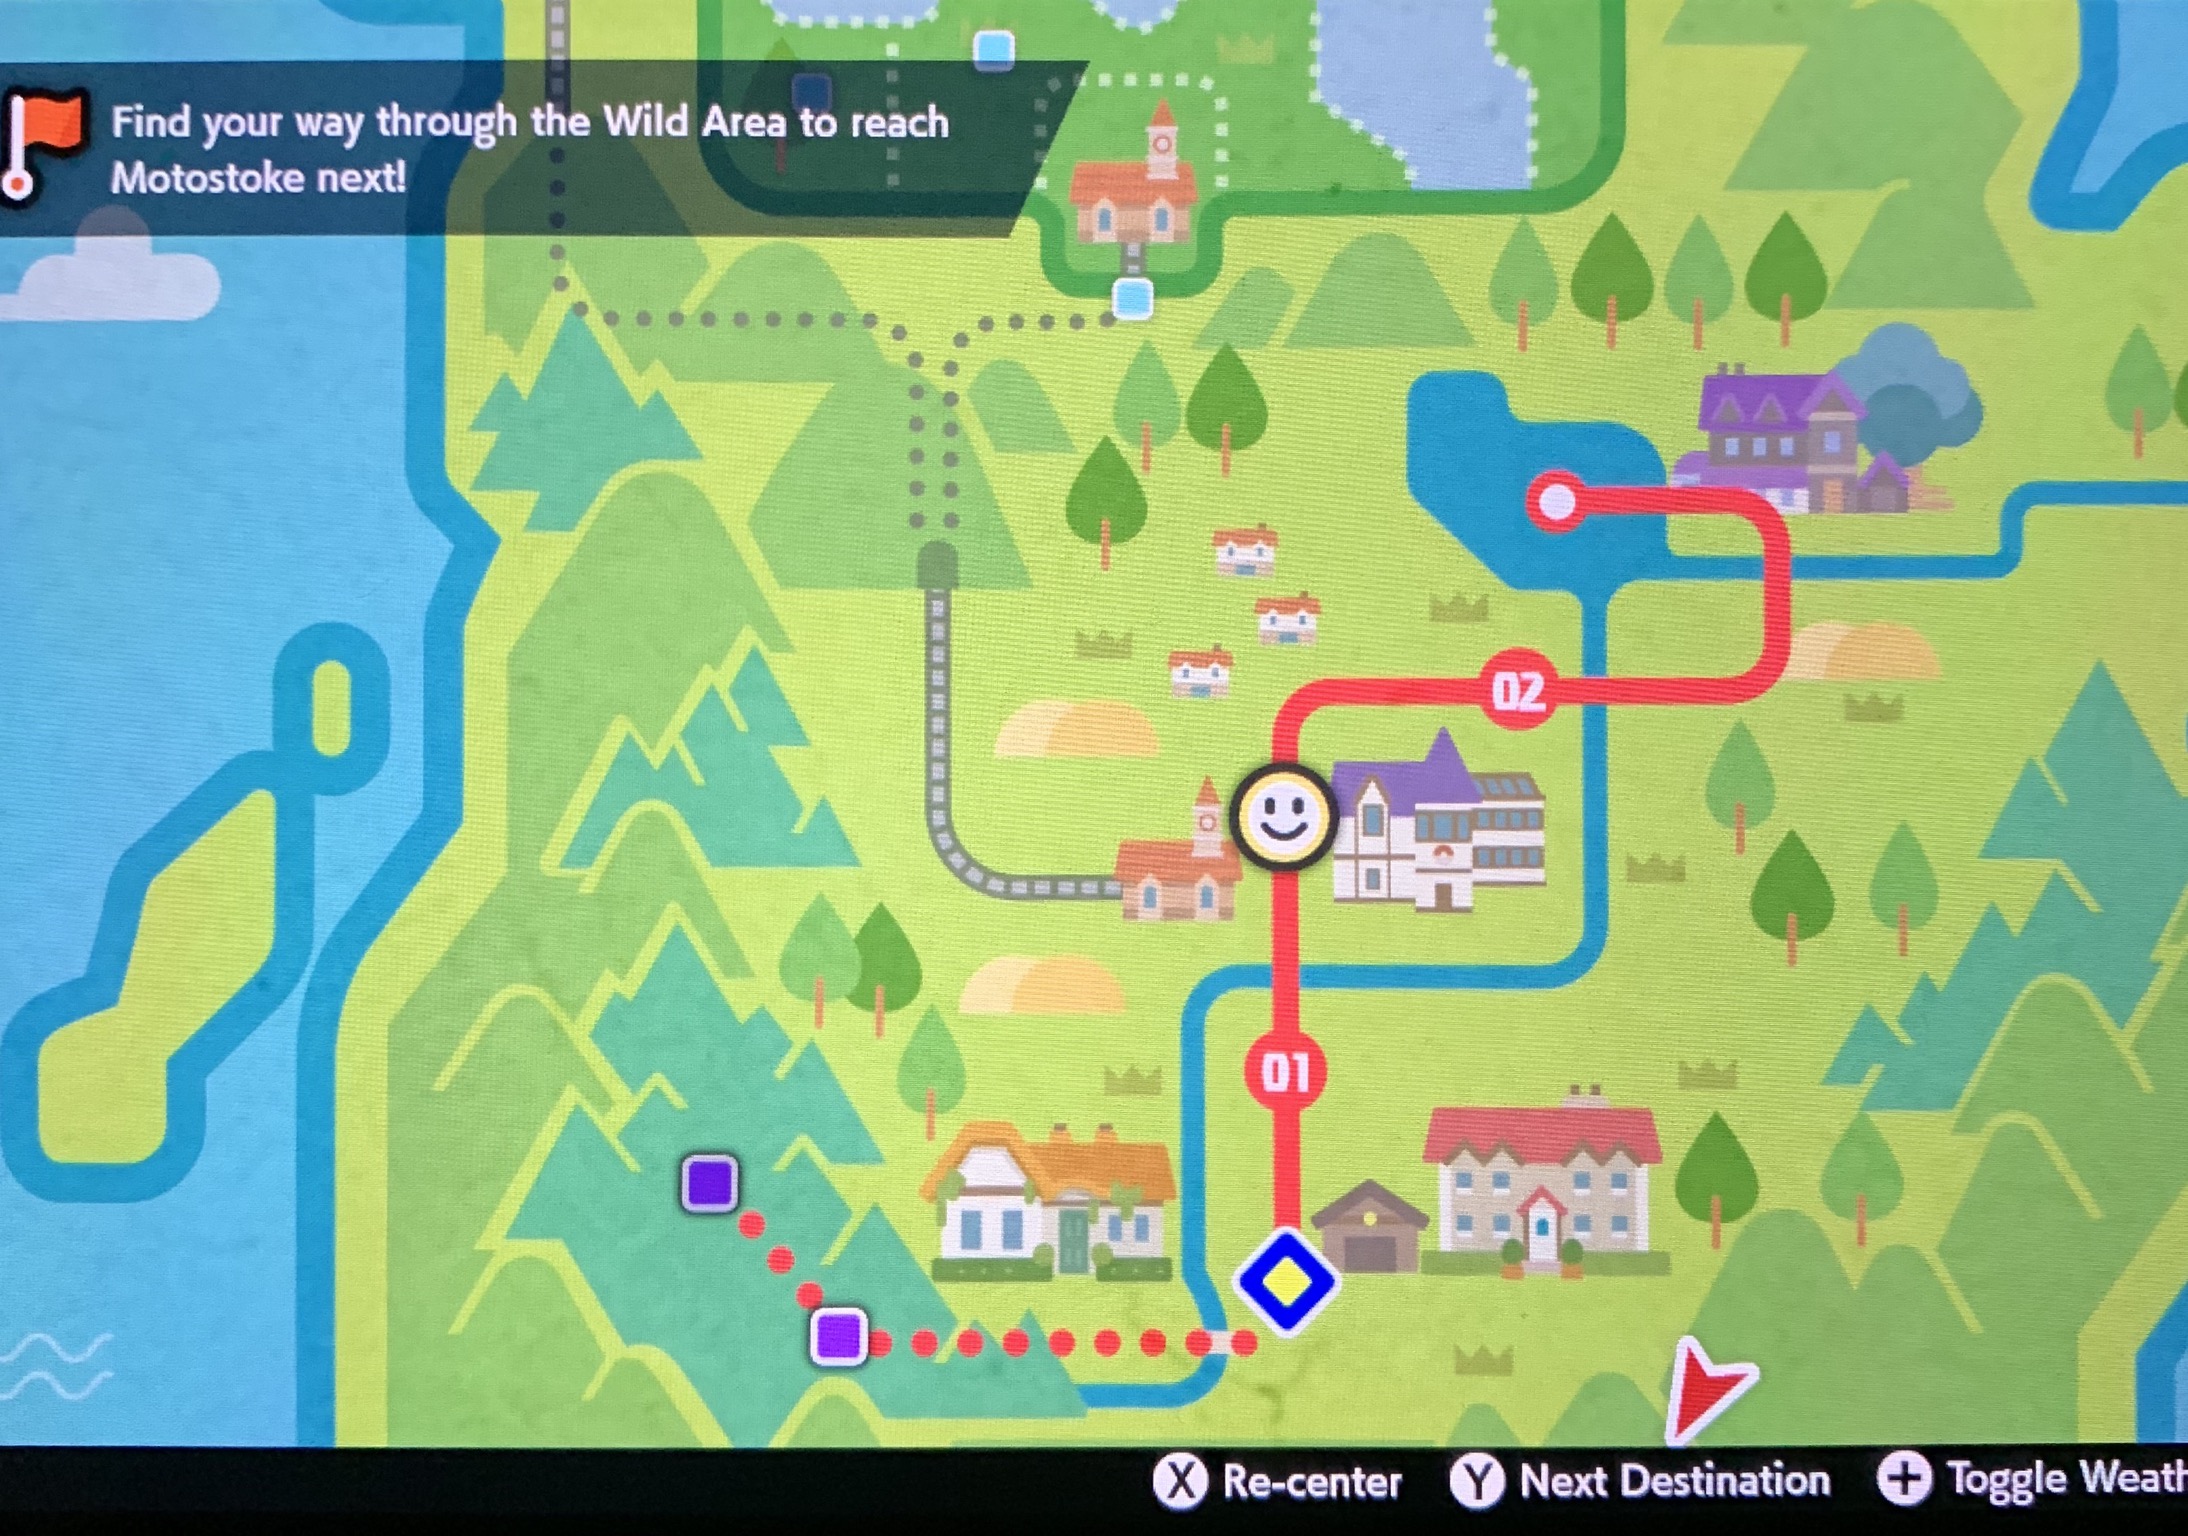 Find your way through the Wild Area to reach
Motostoke next!
02
01
X Re-center Y Next Destination + Toggle Weath